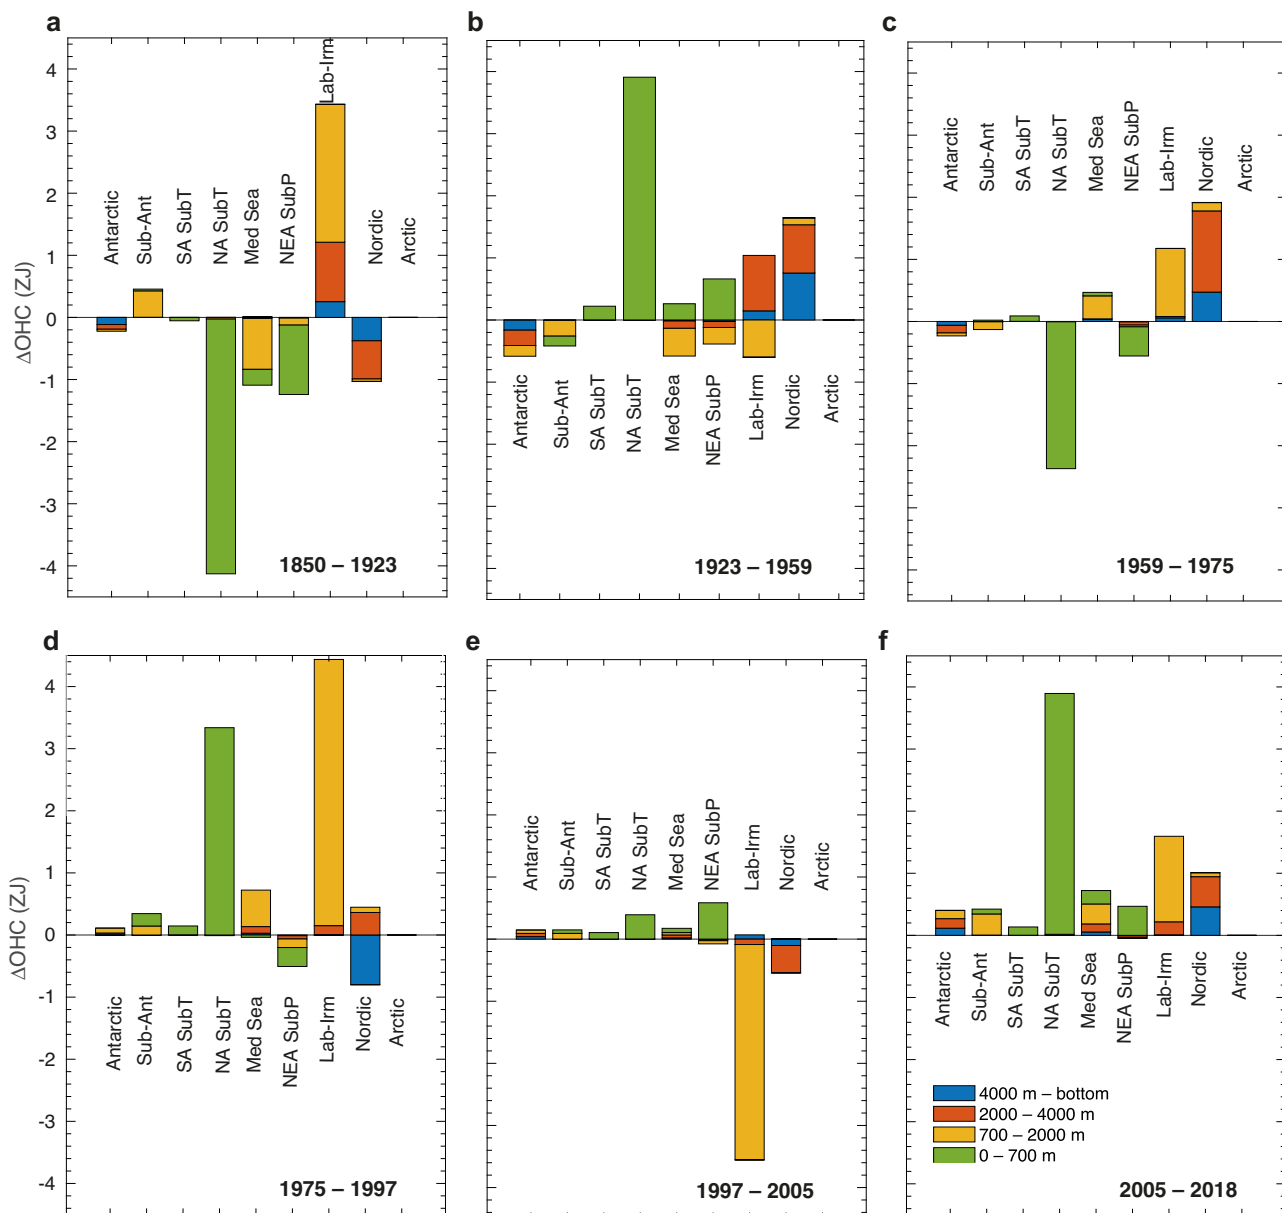 a
b
c
ΔOHC (ZJ)
4
3
2
1
0
-1
-2
-3
-4
Antarctic
Sub-Ant
SA SubT
NA SubT
Med Sea
NEA SubP
Lab-Irm
Nordic
Arctic
1850 – 1923
Antarctic
Sub-Ant
SA SubT
NA SubT
Med Sea
NEA SubP
Lab-Irm
Nordic
Arctic
1923 – 1959
Antarctic
Sub-Ant
SA SubT
NA SubT
Med Sea
NEA SubP
Lab-Irm
Nordic
Arctic
1959 – 1975
d
e
f
ΔOHC (ZJ)
4
3
2
1
0
-1
-2
-3
-4
Antarctic
Sub-Ant
SA SubT
NA SubT
Med Sea
NEA SubP
Lab-Irm
Nordic
Arctic
1975 – 1997
Antarctic
Sub-Ant
SA SubT
NA SubT
Med Sea
NEA SubP
Lab-Irm
Nordic
Arctic
1997 – 2005
Antarctic
Sub-Ant
SA SubT
NA SubT
Med Sea
NEA SubP
Lab-Irm
Nordic
Arctic
4000 m – bottom
2000 – 4000 m
700 – 2000 m
0 – 700 m
2005 – 2018